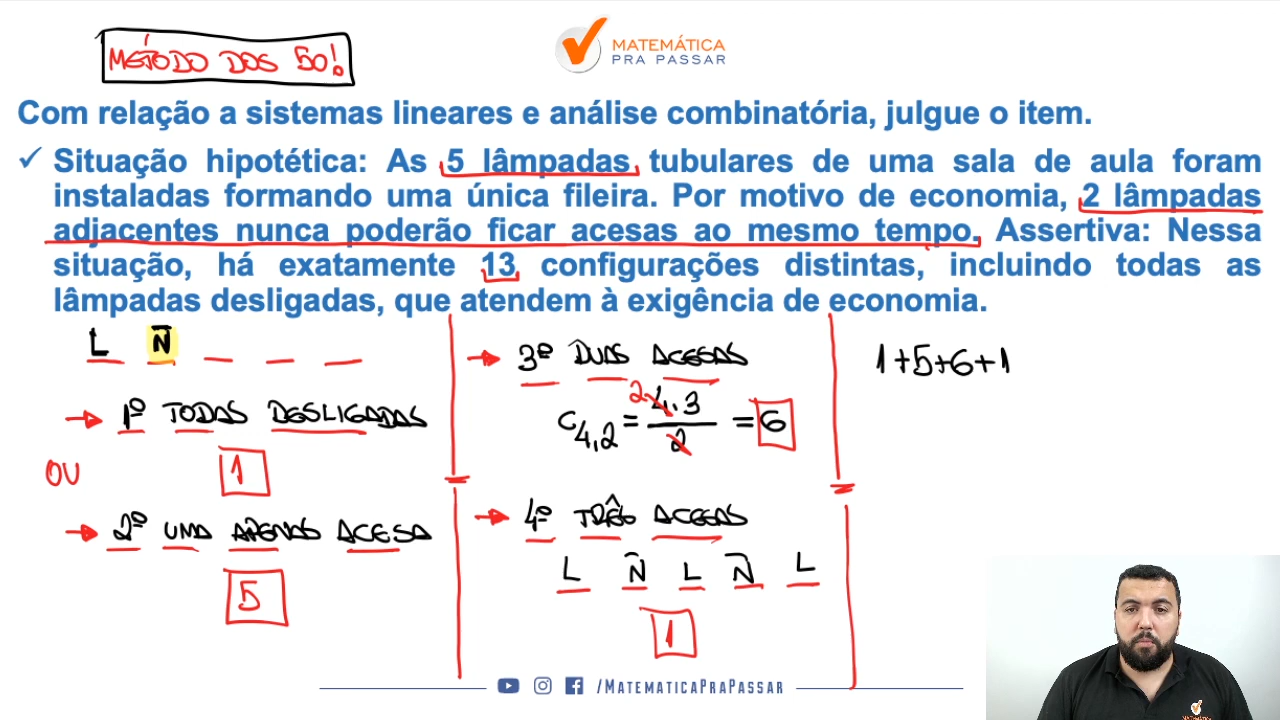 MÉTODO DOS 50!
MATEMÁTICA
PRA PASSAR
Com relação a sistemas lineares e análise combinatória, julgue o item.
✓ Situação hipotética: As 5 lâmpadas tubulares de uma sala de aula foram
instaladas formando uma única fileira. Por motivo de economia, 2 lâmpadas
adjacentes nunca poderão ficar acesas ao mesmo tempo. Assertiva: Nessa
situação, há exatamente 13 configurações distintas, incluindo todas as
lâmpadas desligadas, que atendem à exigência de economia.
L N̄ _ _ _
→ 1º TODAS DESLIGADAS
1
OU
→ 2º UMA APENAS ACESA
5
→ 3º DUAS ACESAS
C4,2 = 4.3/2 = 6
2
→ 4º TRÊS ACESAS
L N̄ L N̄ L
1
1+5+6+1
/MATEMATICAPRAPASSAR
MATEMÁTICA